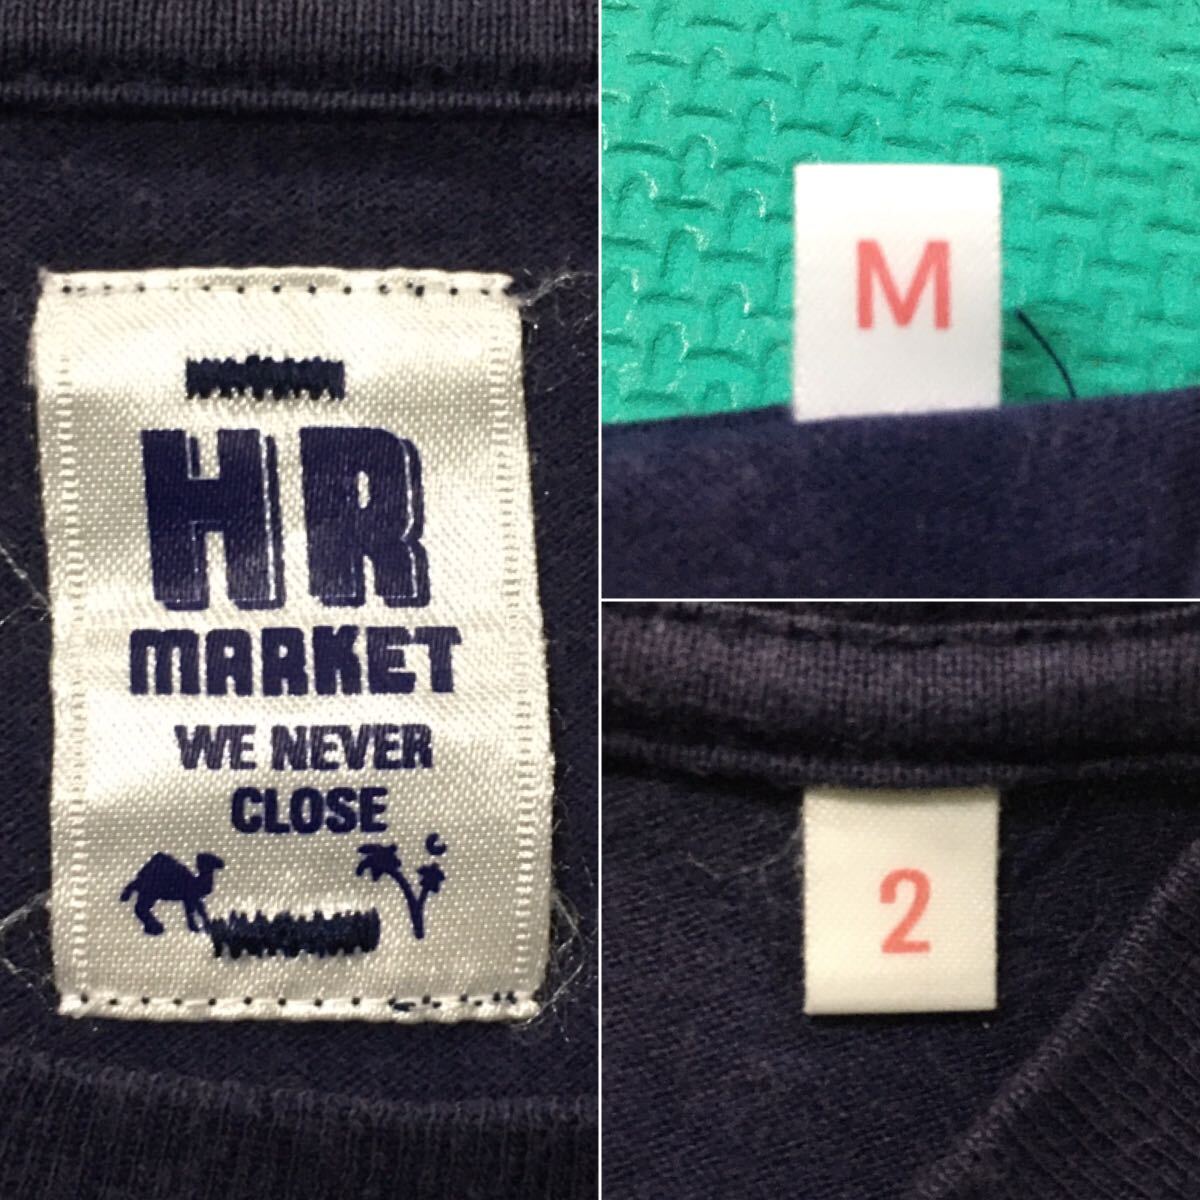 HR
MARKET
WE NEVER
CLOSE
M
2